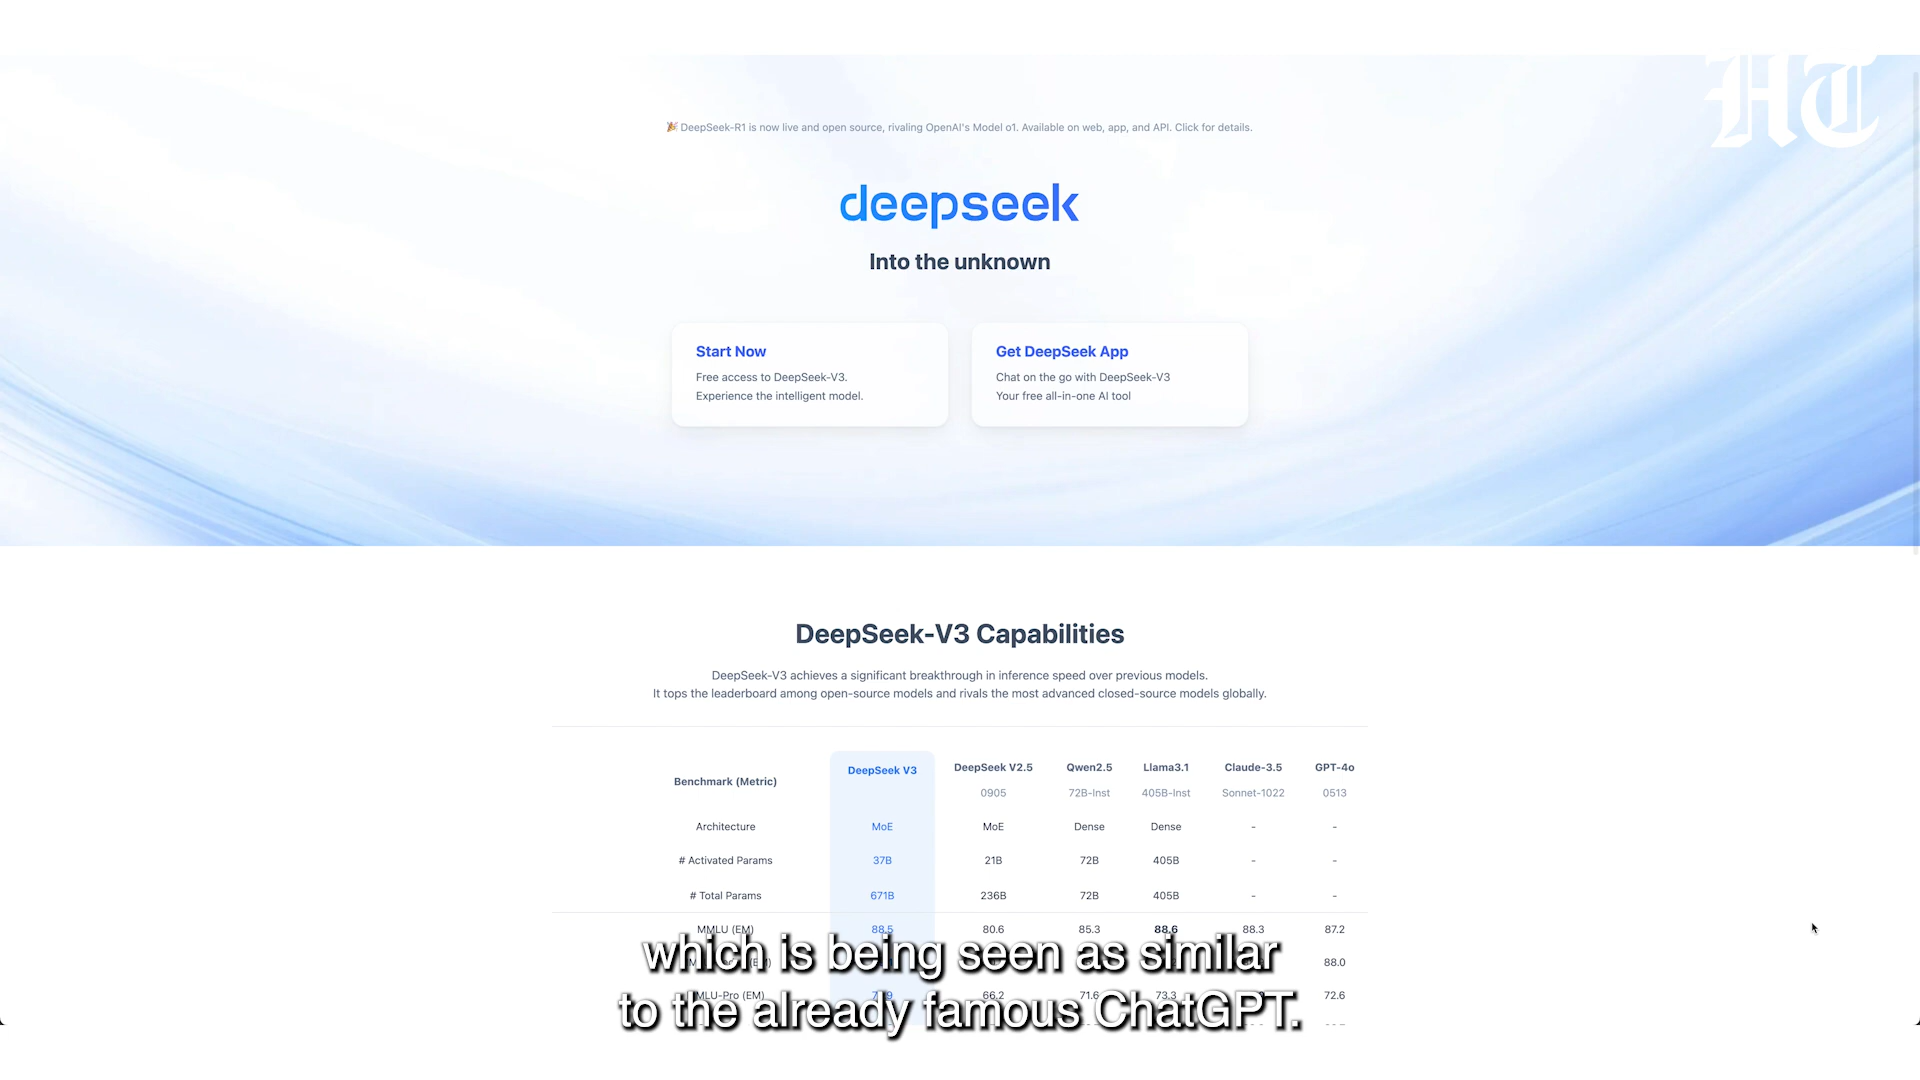 HT
🎉 DeepSeek-R1 is now live and open source, rivaling OpenAI's Model o1. Available on web, app, and API. Click for details.
deepseek
Into the unknown
Start Now
Free access to DeepSeek-V3.
Experience the intelligent model.
Get DeepSeek App
Chat on the go with DeepSeek-V3
Your free all-in-one AI tool
DeepSeek-V3 Capabilities
DeepSeek-V3 achieves a significant breakthrough in inference speed over previous models.
It tops the leaderboard among open-source models and rivals the most advanced closed-source models globally.
Benchmark (Metric) DeepSeek V3 DeepSeek V2.5 Qwen2.5 Llama3.1 Claude-3.5 GPT-4o
0905 72B-Inst 405B-Inst Sonnet-1022 0513
Architecture MoE MoE Dense Dense - -
# Activated Params 37B 21B 72B 405B - -
# Total Params 671B 236B 72B 405B - -
MMLU (EM) 88.5 80.6 85.3 88.6 88.3 87.2
88.0
(EM) 66.2 71.6 73.3 72.6
which is being seen as similar
to the already famous ChatGPT.